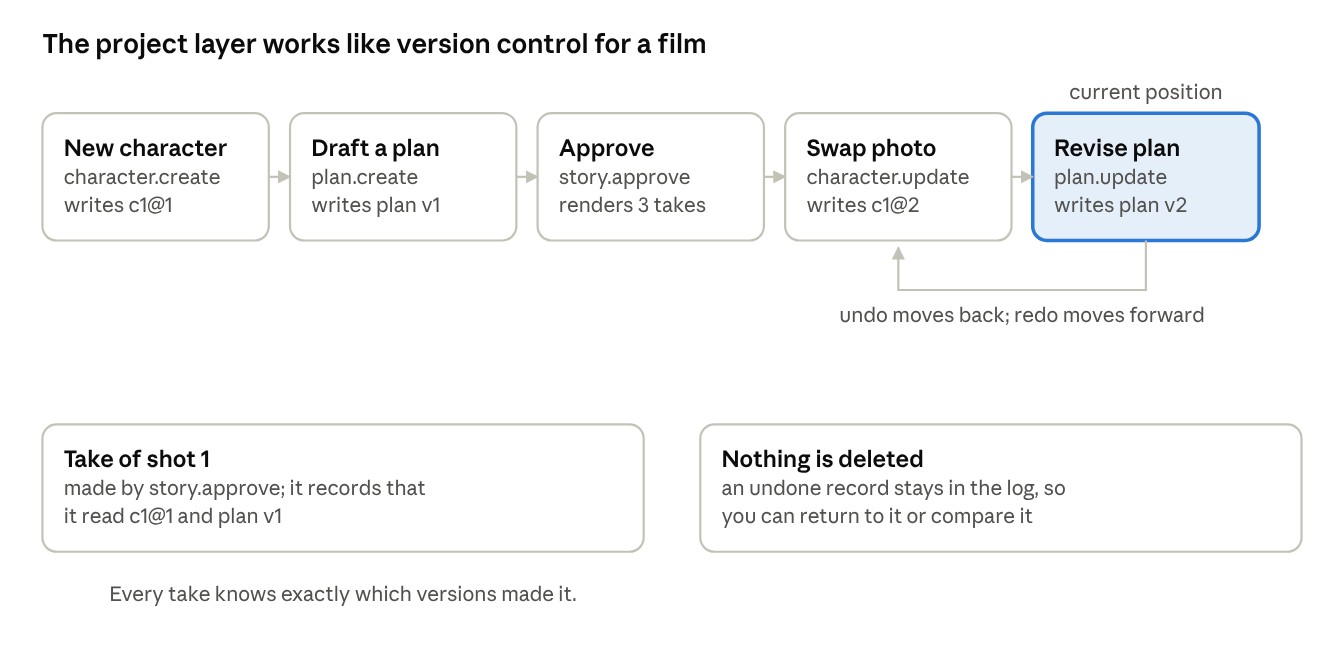 The project layer works like version control for a film
current position
New character
character.create
writes c1@1
Draft a plan
plan.create
writes plan v1
Approve
story.approve
renders 3 takes
Swap photo
character.update
writes c1@2
Revise plan
plan.update
writes plan v2
undo moves back; redo moves forward
Take of shot 1
made by story.approve; it records that
it read c1@1 and plan v1
Nothing is deleted
an undone record stays in the log, so
you can return to it or compare it
Every take knows exactly which versions made it.